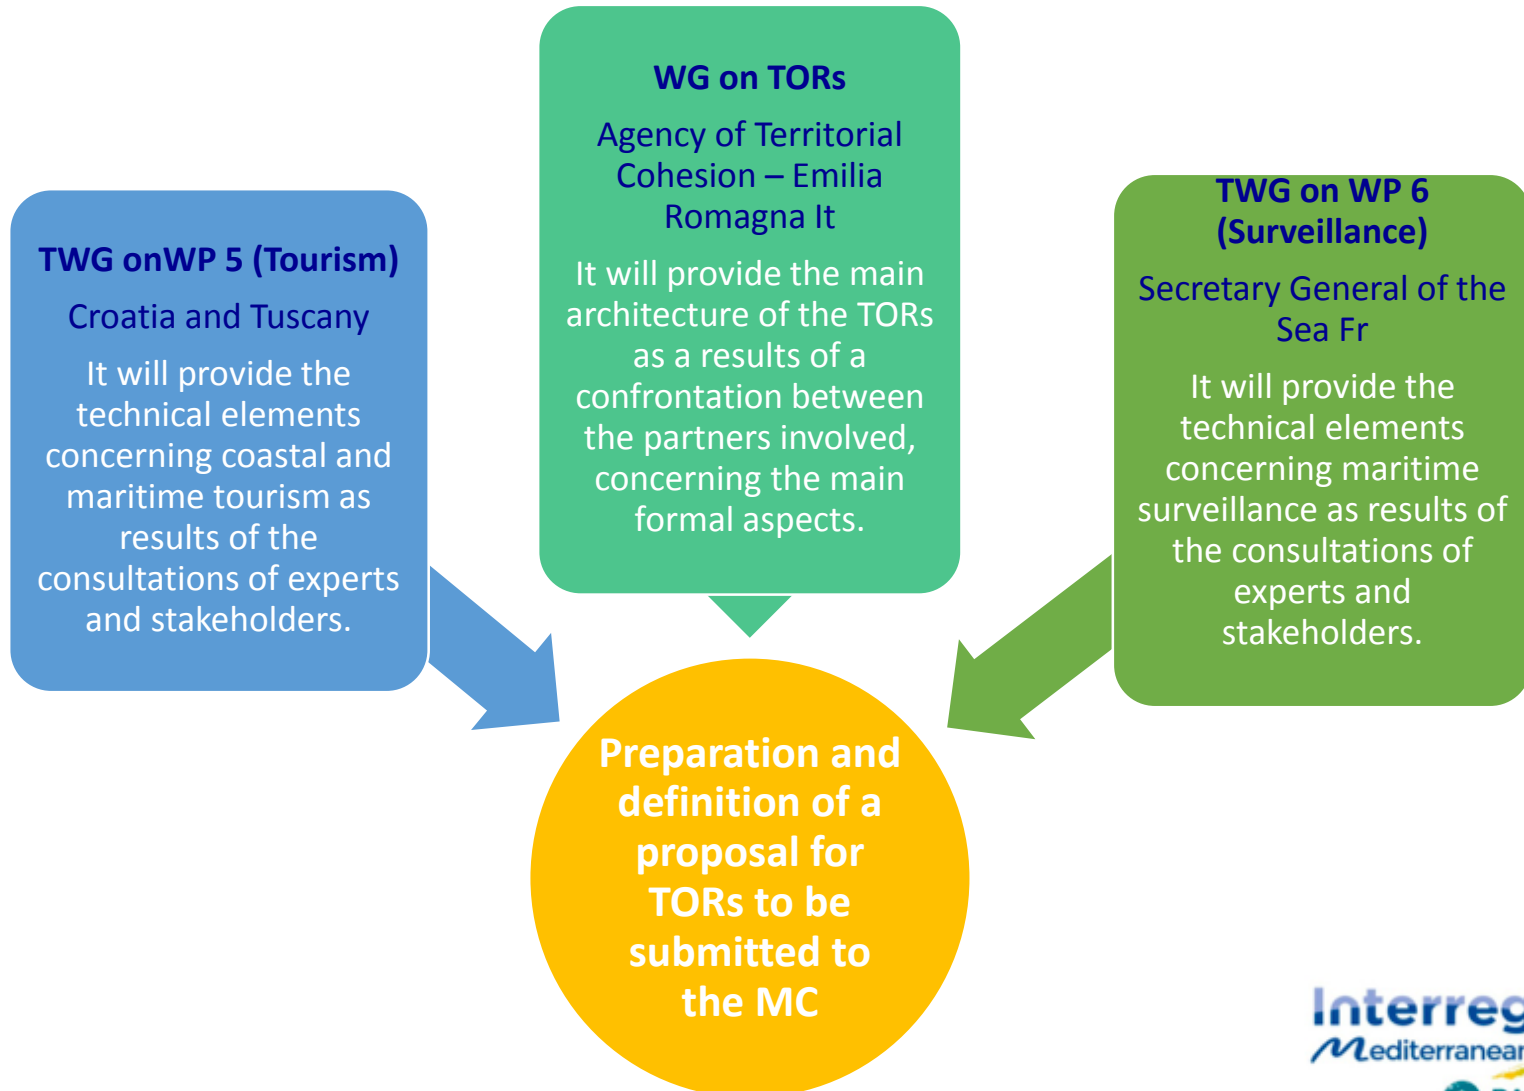 TWG onWP 5 (Tourism)
Croatia and Tuscany
It will provide the
technical elements
concerning coastal and
maritime tourism as
results of the
consultations of experts
and stakeholders.
WG on TORs
Agency of Territorial
Cohesion – Emilia
Romagna It
It will provide the main
architecture of the TORs
as a results of a
confrontation between
the partners involved,
concerning the main
formal aspects.
TWG on WP 6
(Surveillance)
Secretary General of the
Sea Fr
It will provide the
technical elements
concerning maritime
surveillance as results of
the consultations of
experts and
stakeholders.
Preparation and
definition of a
proposal for
TORs to be
submitted to
the MC
Interreg
Mediterranean